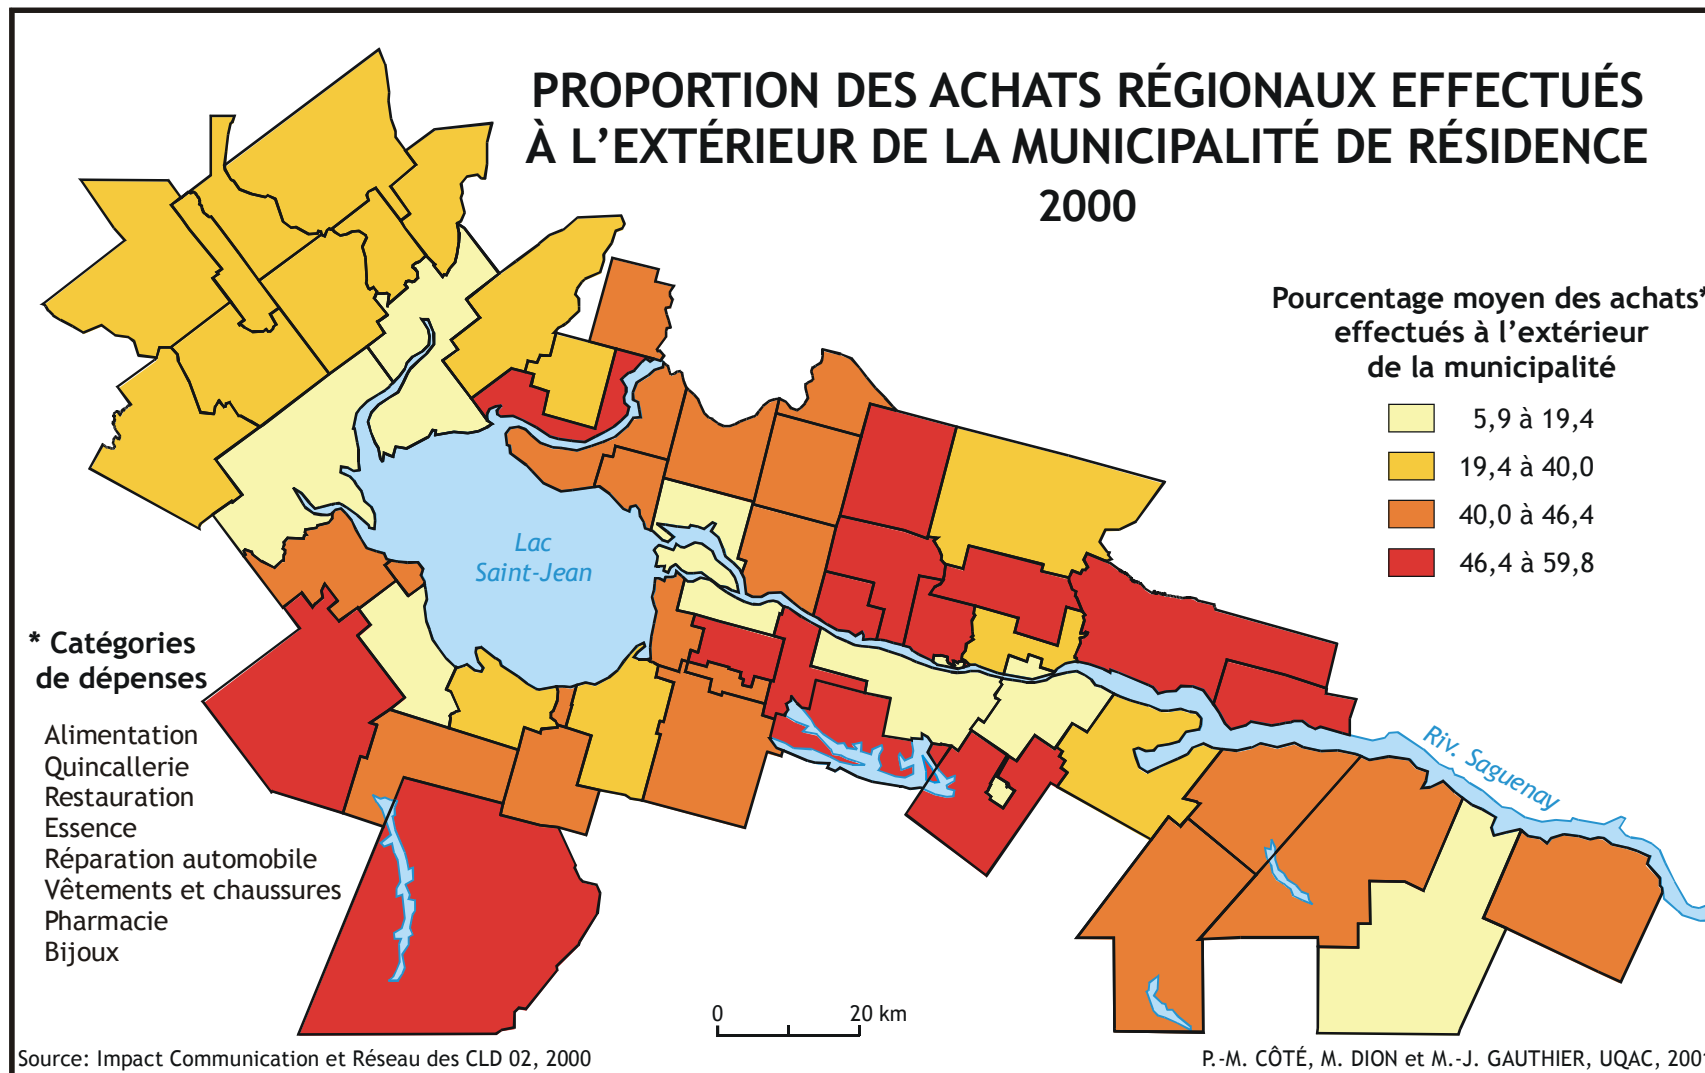 PROPORTION DES ACHATS RÉGIONAUX EFFECTUÉS
À L'EXTÉRIEUR DE LA MUNICIPALITÉ DE RÉSIDENCE
2000
Pourcentage moyen des achats*
effectués à l'extérieur
de la municipalité
5,9 à 19,4
19,4 à 40,0
40,0 à 46,4
46,4 à 59,8
Lac
Saint-Jean
Riv. Saguenay
* Catégories
de dépenses
Alimentation
Quincallerie
Restauration
Essence
Réparation automobile
Vêtements et chaussures
Pharmacie
Bijoux
0 20 km
Source: Impact Communication et Réseau des CLD 02, 2000
P.-M. CÔTÉ, M. DION et M.-J. GAUTHIER, UQAC, 2001